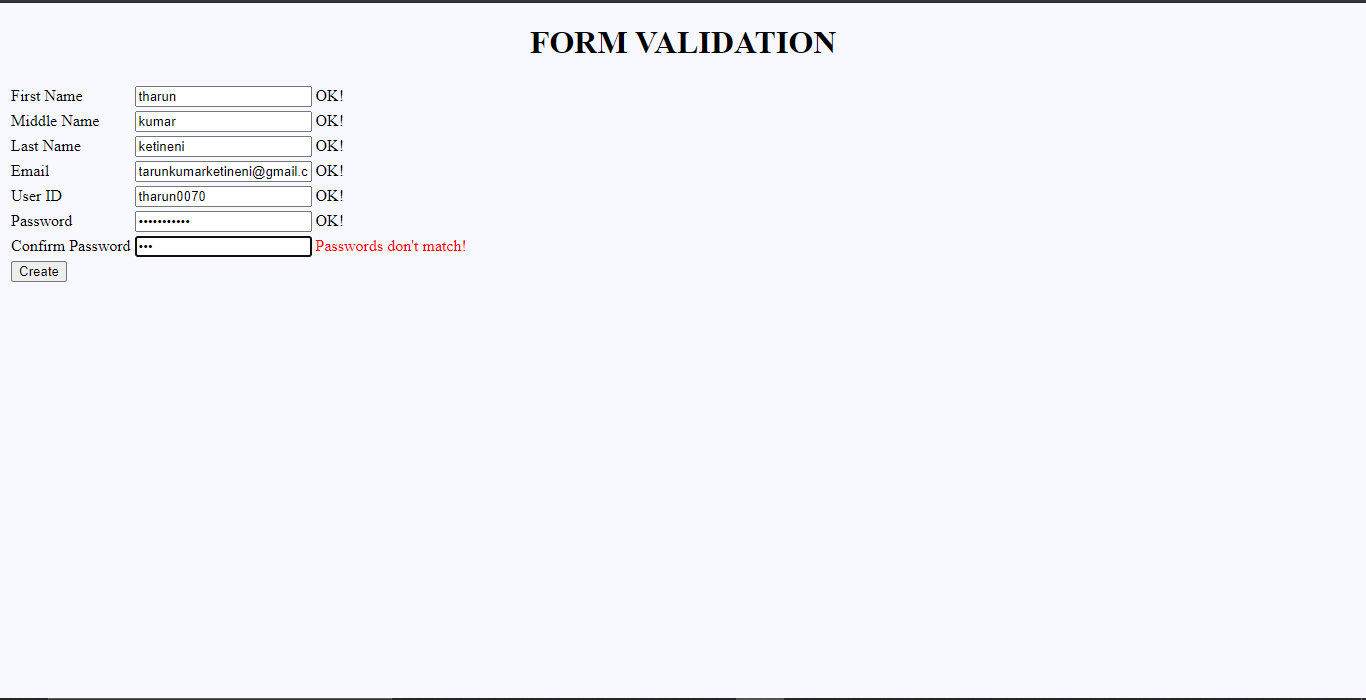 FORM VALIDATION
First Name tharun OK!
Middle Name kumar OK!
Last Name ketineni OK!
Email tarunkumarketineni@gmail.c OK!
User ID tharun0070 OK!
Password ••••••••••• OK!
Confirm Password ••• Passwords don't match!
Create